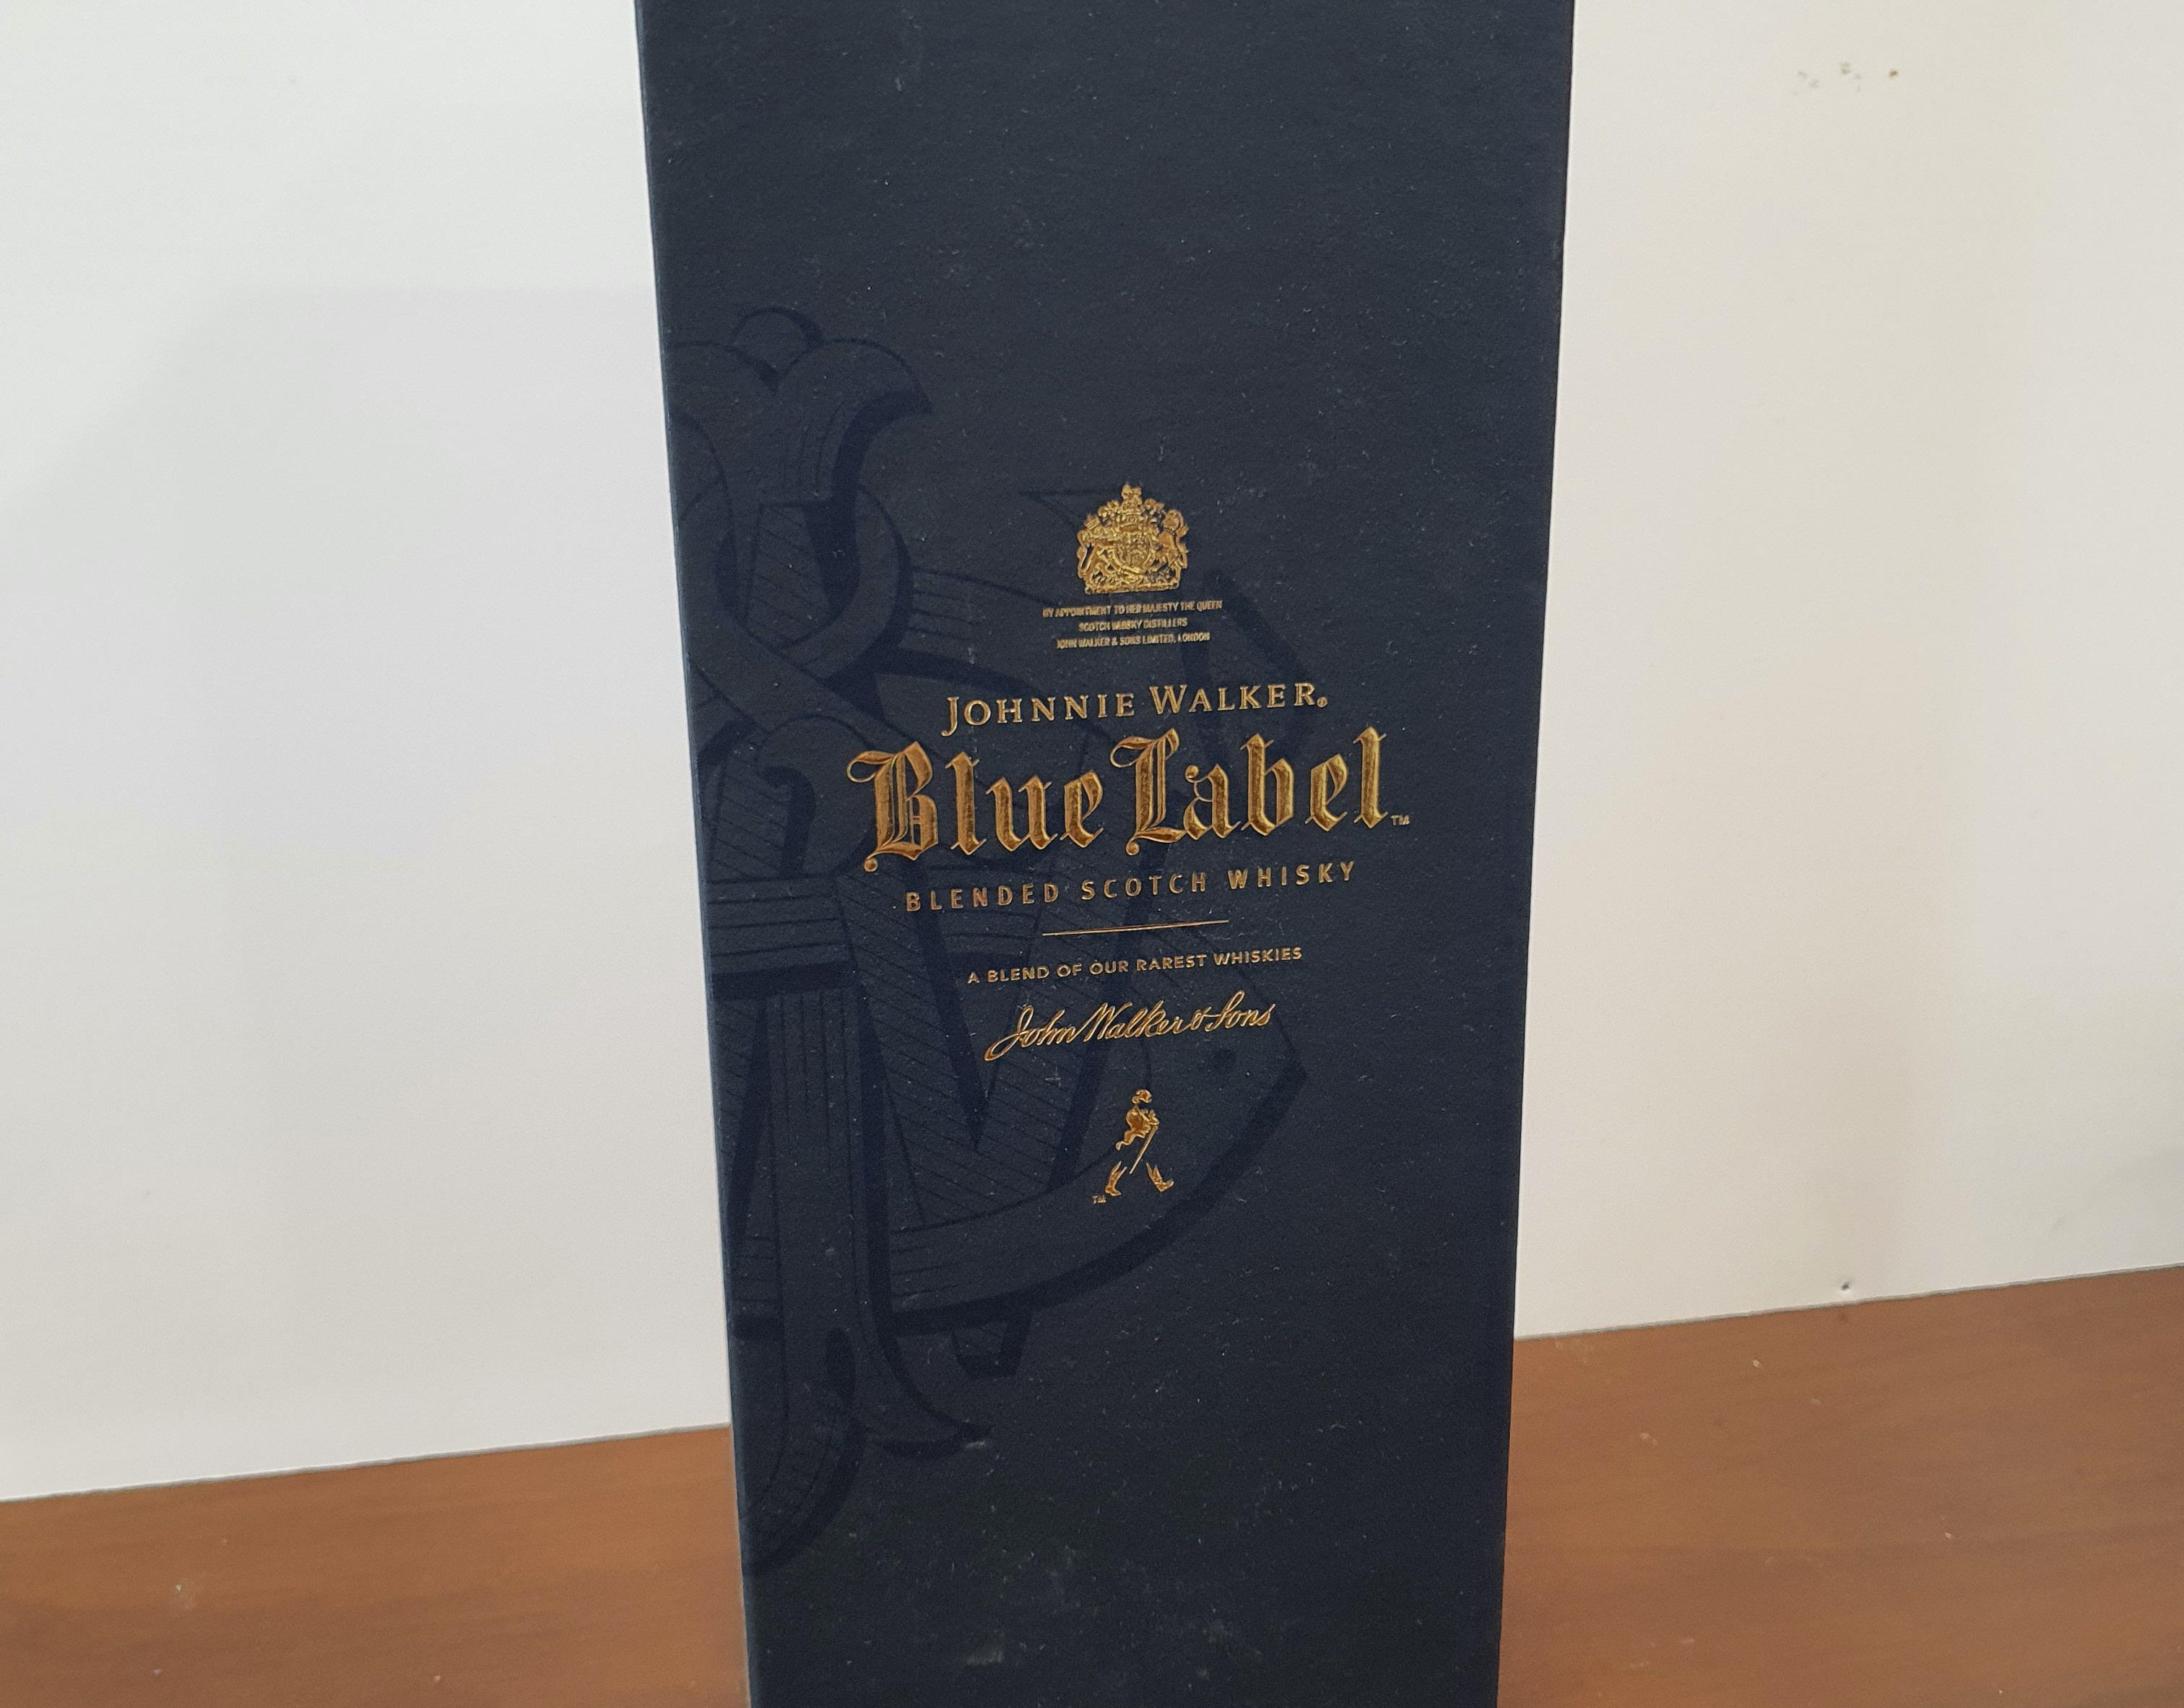 BY APPOINTMENT TO HER MAJESTY THE QUEEN
SCOTCH WHISKY DISTILLERS
JOHN WALKER & SONS LIMITED, LONDON
JOHNNIE WALKER®
Blue Label™
BLENDED SCOTCH WHISKY
A BLEND OF OUR RAREST WHISKIES
John Walker & Sons
TM